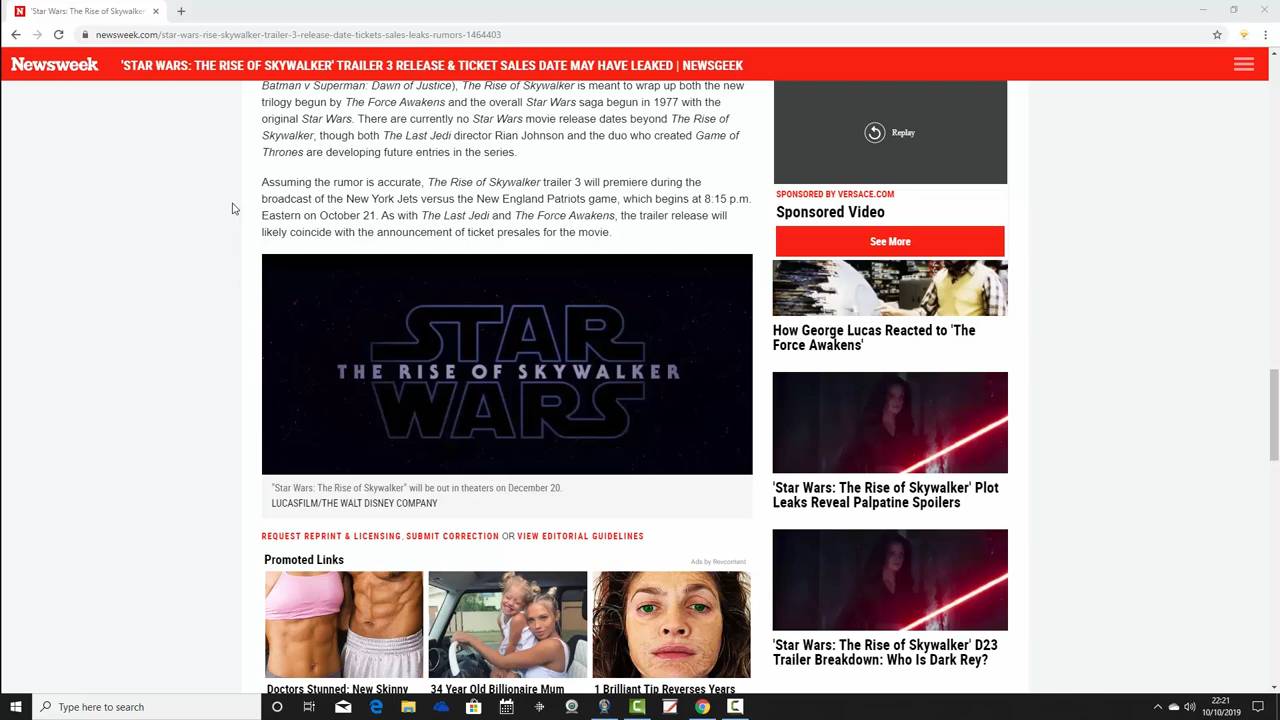 'Star Wars: The Rise of Skywalker'
newsweek.com/star-wars-rise-skywalker-trailer-3-release-date-tickets-sales-leaks-rumors-1464403
Newsweek
'STAR WARS: THE RISE OF SKYWALKER' TRAILER 3 RELEASE & TICKET SALES DATE MAY HAVE LEAKED | NEWSGEEK
Batman v Superman: Dawn of Justice), The Rise of Skywalker is meant to wrap up both the new
trilogy begun by The Force Awakens and the overall Star Wars saga begun in 1977 with the
original Star Wars. There are currently no Star Wars movie release dates beyond The Rise of
Skywalker, though both The Last Jedi director Rian Johnson and the duo who created Game of
Thrones are developing future entries in the series.
Assuming the rumor is accurate, The Rise of Skywalker trailer 3 will premiere during the
broadcast of the New York Jets versus the New England Patriots game, which begins at 8:15 p.m.
Eastern on October 21. As with The Last Jedi and The Force Awakens, the trailer release will
likely coincide with the announcement of ticket presales for the movie.
STAR
THE RISE OF SKYWALKER
WARS
"Star Wars: The Rise of Skywalker" will be out in theaters on December 20.
LUCASFILM/THE WALT DISNEY COMPANY
REQUEST REPRINT & LICENSING, SUBMIT CORRECTION OR VIEW EDITORIAL GUIDELINES
Promoted Links
Ads by Revcontent
Doctors Stunned: New Skinny
34 Year Old Billionaire Mum
1 Brilliant Tip Reverses Years
Replay
SPONSORED BY VERSACE.COM
Sponsored Video
See More
How George Lucas Reacted to 'The
Force Awakens'
'Star Wars: The Rise of Skywalker' Plot
Leaks Reveal Palpatine Spoilers
'Star Wars: The Rise of Skywalker' D23
Trailer Breakdown: Who Is Dark Rey?
Type here to search
22:21
10/10/2019